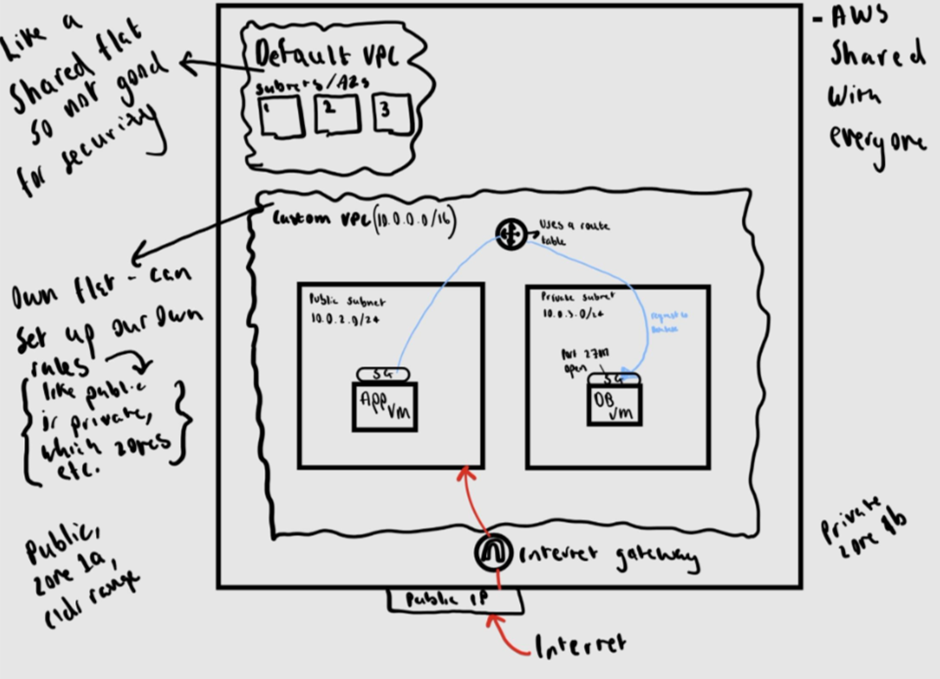 Like a
shared flat
so not good
for security
Default VPC
subnets/AZs
1 2 3
- AWS
Shared
with
everyone
Custom VPC (10.0.0.0/16)
Uses a route
table
Own flat - can
set up our own
rules
like public
or private,
which zones
etc.
Public subnet
10.0.2.0/24
SG
App
VM
Private subnet
10.0.3.0/24
request to
Port 27017
open
SG
DB
VM
Public,
zone 1a,
cidr range
Private
zone 1b
Internet gateway
Public IP
Internet